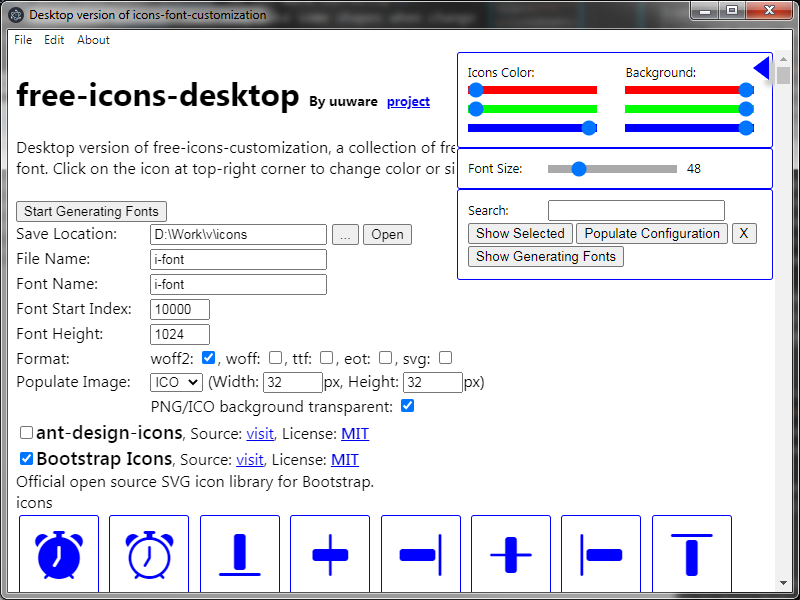 Desktop version of icons-font-customization
File Edit About
free-icons-desktop By uuware project
Desktop version of free-icons-customization, a collection of fre
font. Click on the icon at top-right corner to change color or si
Icons Color: Background:
Font Size: 48
Search:
Show Selected Populate Configuration X
Show Generating Fonts
Start Generating Fonts
Save Location: D:\Work\v\icons ... Open
File Name: i-font
Font Name: i-font
Font Start Index: 10000
Font Height: 1024
Format: woff2: , woff: , ttf: , eot: , svg:
Populate Image: ICO (Width: 32 px, Height: 32 px)
PNG/ICO background transparent:
ant-design-icons, Source: visit, License: MIT
Bootstrap Icons, Source: visit, License: MIT
Official open source SVG icon library for Bootstrap.
icons